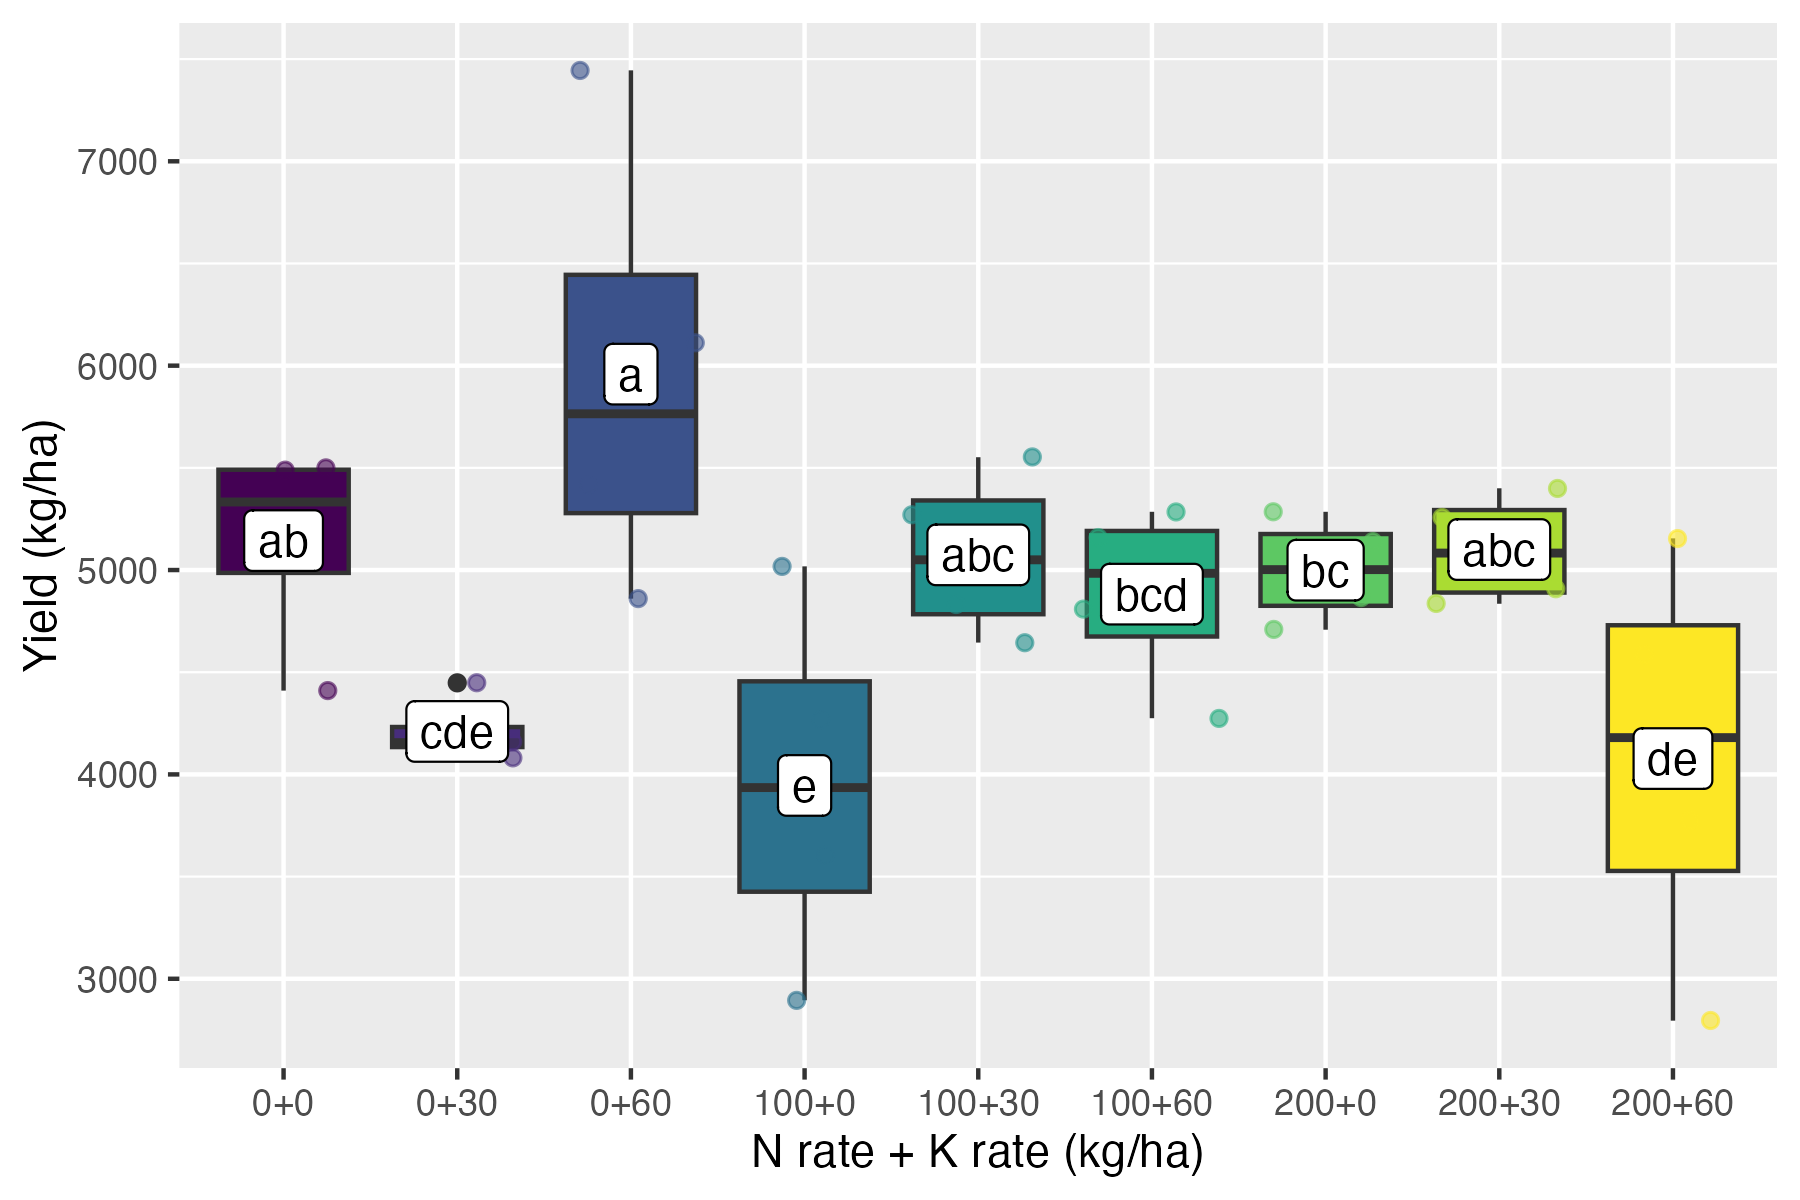 Yield (kg/ha)
7000
6000
5000
4000
3000
ab
cde
a
e
abc
bcd
bc
abc
de
0+0 0+30 0+60 100+0 100+30 100+60 200+0 200+30 200+60
N rate + K rate (kg/ha)